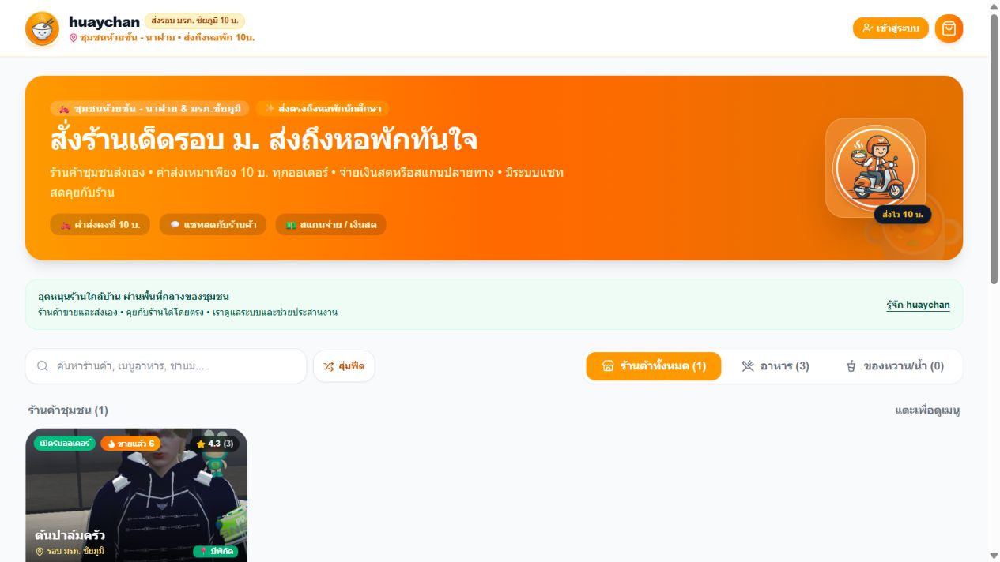 huaychan
ส่งรอบ มรภ. ชัยภูมิ 10 บ.
ชุมชนห้วยชัน - นาฝาย • ส่งถึงหอพัก 10บ.
เข้าสู่ระบบ
ชุมชนห้วยชัน - นาฝาย & มรภ.ชัยภูมิ
ส่งตรงถึงหอพักนักศึกษา
สั่งร้านเด็ดรอบ ม. ส่งถึงหอพักทันใจ
ร้านค้าชุมชนส่งเอง • ค่าส่งเหมาเพียง 10 บ. ทุกออเดอร์ • จ่ายเงินสดหรือสแกนปลายทาง • มีระบบแชท
สดคุยกับร้าน
ค่าส่งคงที่ 10 บ.
แชทสดกับร้านค้า
สแกนจ่าย / เงินสด
ส่งไว 10 บ.
อุดหนุนร้านใกล้บ้าน ผ่านพื้นที่กลางของชุมชน
ร้านค้าขายและส่งเอง • คุยกับร้านได้โดยตรง • เราดูแลระบบและช่วยประสานงาน
รู้จัก huaychan
ค้นหาร้านค้า, เมนูอาหาร, ชานม...
สุ่มฟีด
ร้านค้าทั้งหมด (1)
อาหาร (3)
ของหวาน/น้ำ (0)
ร้านค้าชุมชน (1)
แตะเพื่อดูเมนู
เปิดรับออเดอร์
ขายแล้ว 6
4.3 (3)
ต้นปาล์มครัว
รอบ มรภ. ชัยภูมิ
มีพิกัด